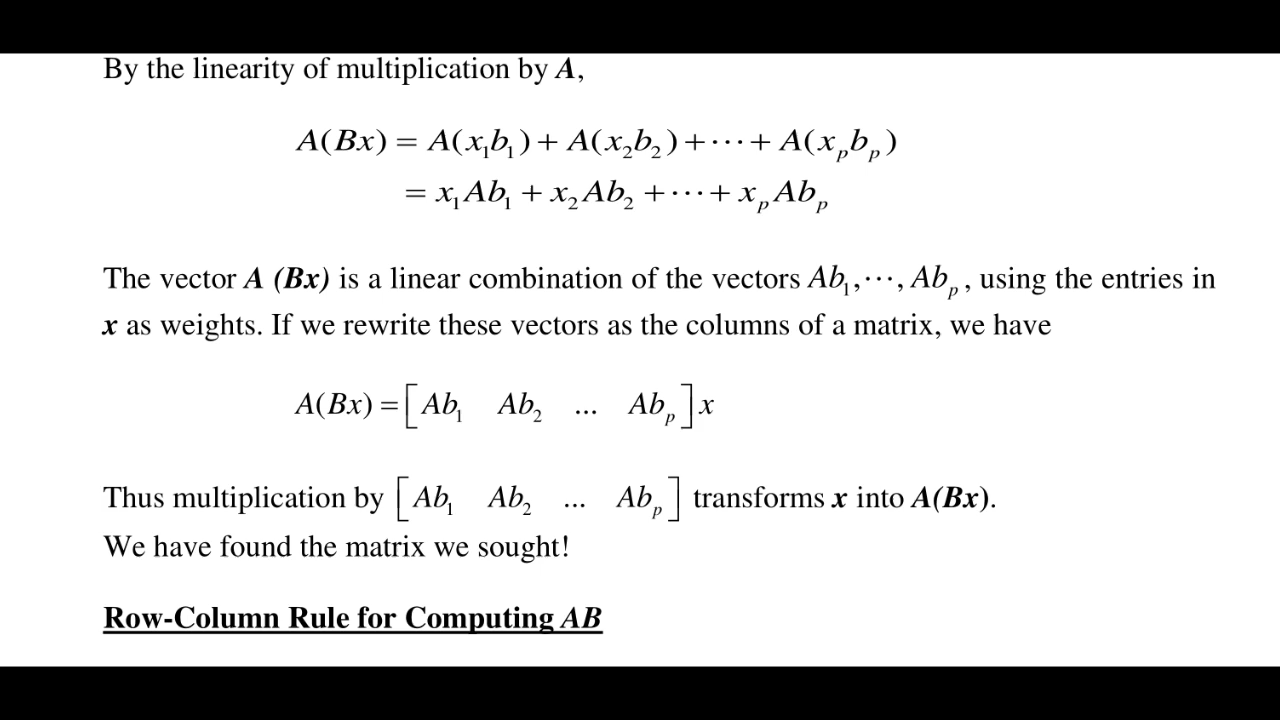 By the linearity of multiplication by A,
A(Bx) = A(x₁b₁) + A(x₂b₂) + ⋯ + A(xₚbₚ)
= x₁Ab₁ + x₂Ab₂ + ⋯ + xₚAbₚ
The vector A (Bx) is a linear combination of the vectors Ab₁,⋯, Abₚ, using the entries in
x as weights. If we rewrite these vectors as the columns of a matrix, we have
A(Bx) = [Ab₁ Ab₂ ... Abₚ] x
Thus multiplication by [Ab₁ Ab₂ ... Abₚ] transforms x into A(Bx).
We have found the matrix we sought!
Row-Column Rule for Computing AB